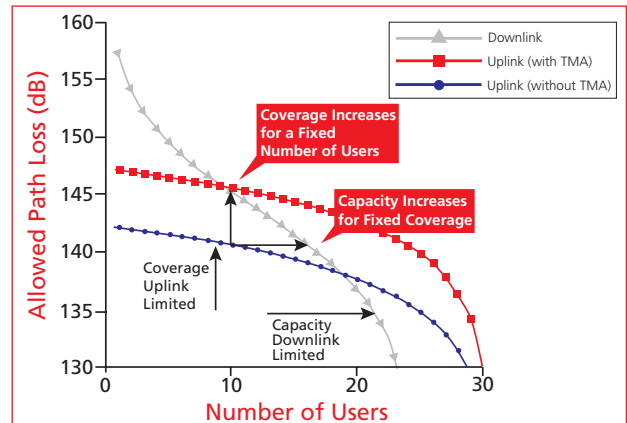 160
155
150
145
140
135
130
Allowed Path Loss (dB)
Downlink
Uplink (with TMA)
Uplink (without TMA)
Coverage Increases
for a Fixed
Number of Users
Capacity Increases
for Fixed Coverage
Coverage
Uplink
Limited
Capacity
Downlink
Limited
0
10
20
30
Number of Users